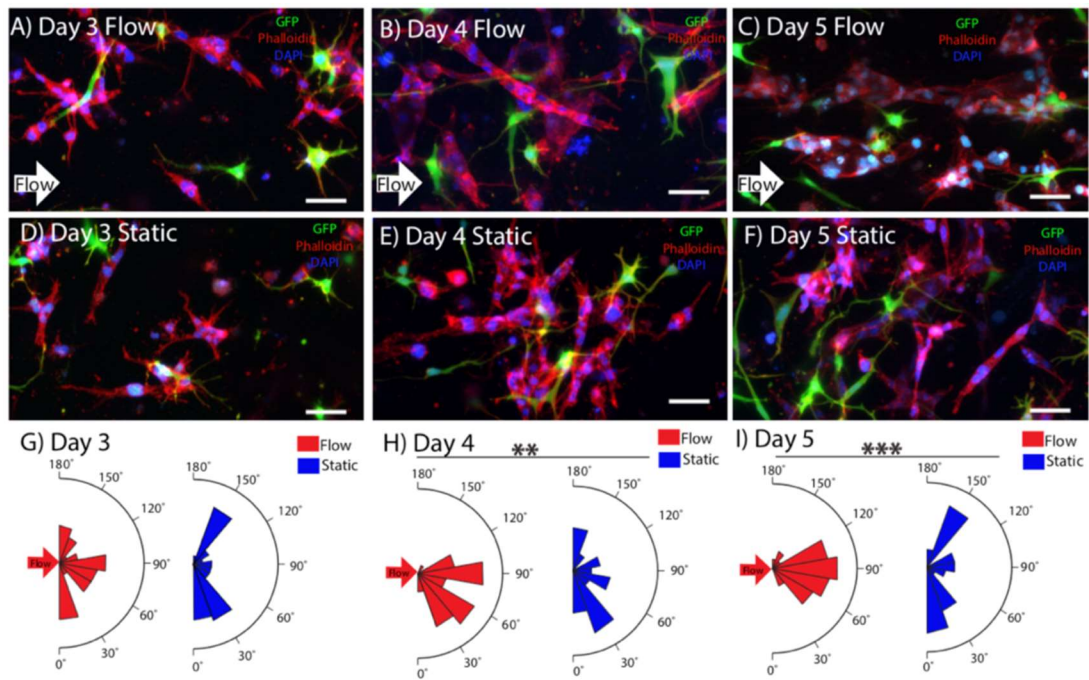 A) Day 3 Flow
GFP
Phalloidin
DAPI
Flow
B) Day 4 Flow
GFP
Phalloidin
DAPI
Flow
C) Day 5 Flow
GFP
Phalloidin
DAPI
Flow
D) Day 3 Static
GFP
Phalloidin
DAPI
E) Day 4 Static
GFP
Phalloidin
DAPI
F) Day 5 Static
GFP
Phalloidin
DAPI
G) Day 3
Flow
Static
180°
150°
120°
90°
60°
30°
0°
Flow
180°
150°
120°
90°
60°
30°
0°
H) Day 4
**
Flow
Static
180°
150°
120°
90°
60°
30°
0°
Flow
180°
150°
120°
90°
60°
30°
0°
I) Day 5
***
Flow
Static
180°
150°
120°
90°
60°
30°
0°
Flow
180°
150°
120°
90°
60°
30°
0°